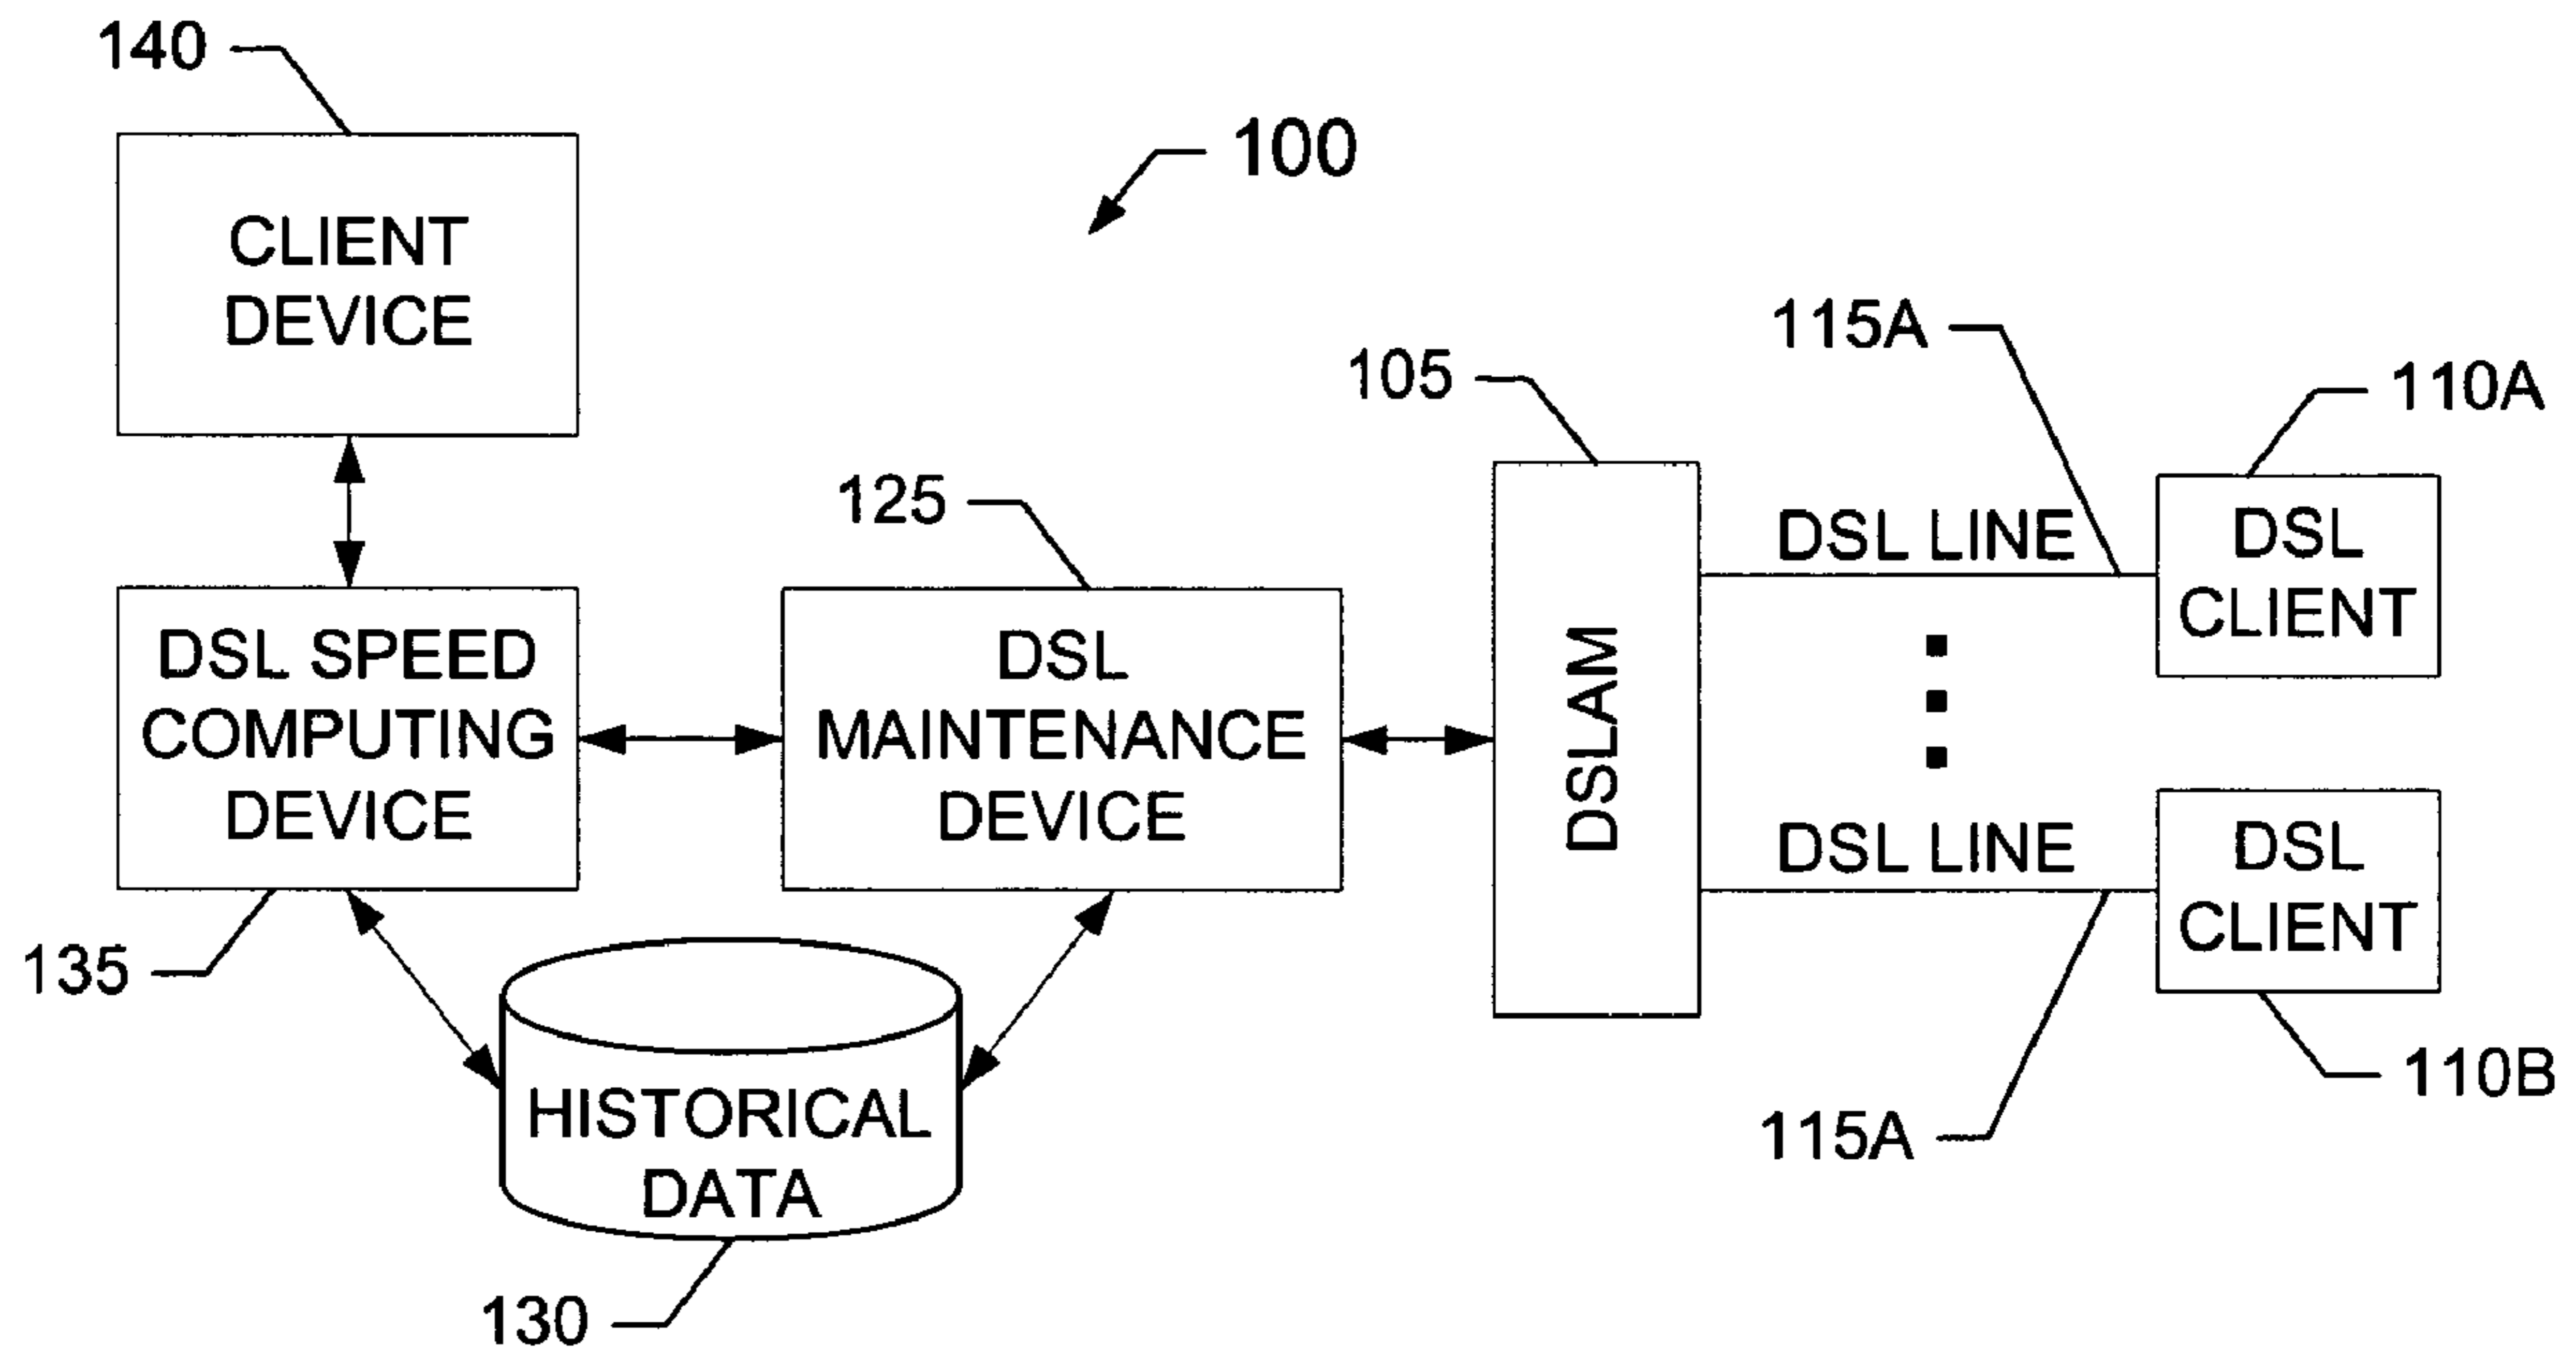 140
100
CLIENT
DEVICE
115A
105
110A
125
DSL LINE
DSL
CLIENT
DSL SPEED
COMPUTING
DEVICE
DSL
MAINTENANCE
DEVICE
DSLAM
DSL LINE
DSL
CLIENT
135
110B
HISTORICAL
DATA
115A
130